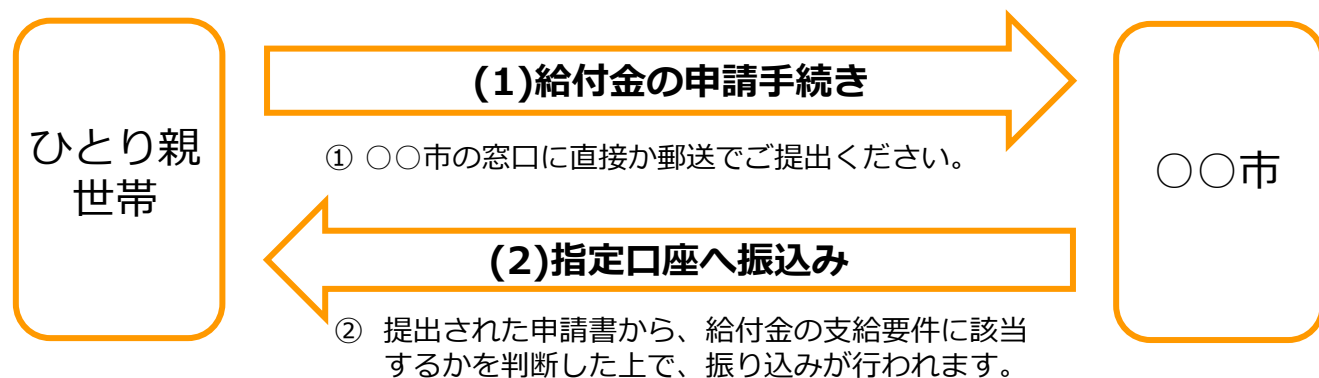 ひとり親
世帯
(1)給付金の申請手続き
① ○○市の窓口に直接か郵送でご提出ください。
(2)指定口座へ振込み
② 提出された申請書から、給付金の支給要件に該当
するかを判断した上で、振り込みが行われます。
○○市